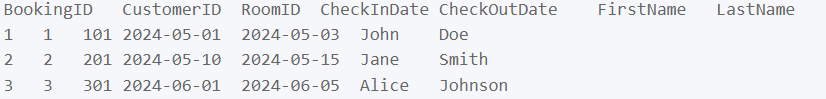 BookingID CustomerID RoomID CheckInDate CheckOutDate FirstName LastName
1 1 101 2024-05-01 2024-05-03 John Doe
2 2 201 2024-05-10 2024-05-15 Jane Smith
3 3 301 2024-06-01 2024-06-05 Alice Johnson